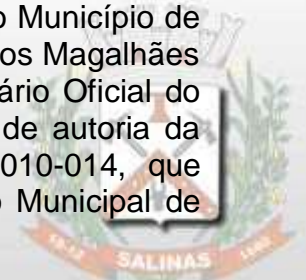 o Município de
os Magalhães
ário Oficial do
de autoria da
010-014, que
o Municipal de
SALINAS